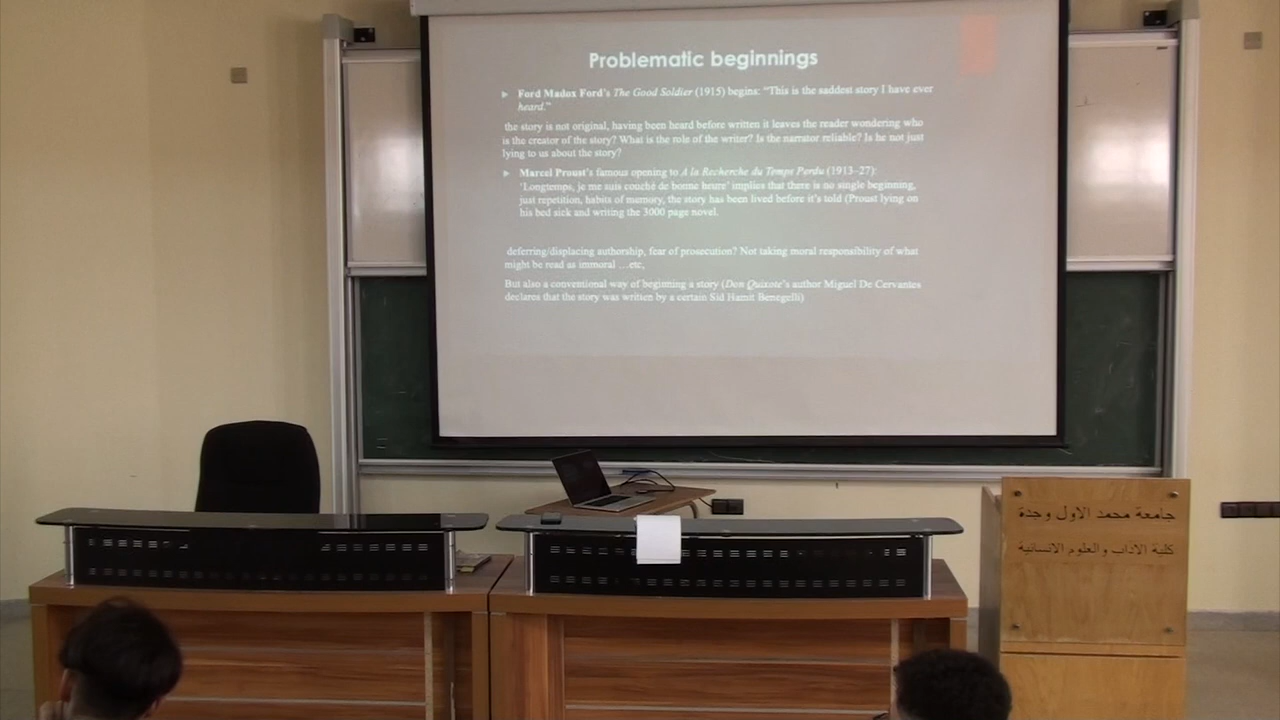 Problematic beginnings
Ford Madox Ford's The Good Soldier (1915) begins: "This is the saddest story I have ever
heard."
the story is not original, having been heard before written it leaves the reader wondering who
is the creator of the story? What is the role of the writer? Is the narrator reliable? Is he not just
lying to us about the story?
Marcel Proust's famous opening to A la Recherche du Temps Perdu (1913–27):
'Longtemps, je me suis couché de bonne heure' implies that there is no single beginning,
just repetition, habits of memory, the story has been lived before it's told (Proust lying on
his bed sick and writing the 3000 page novel.
deferring/displacing authorship, fear of prosecution? Not taking moral responsibility of what
might be read as immoral …etc,
But also a conventional way of beginning a story (Don Quixote's author Miguel De Cervantes
declares that the story was written by a certain Sid Hamit Benegelli)
جامعة محمد الاول وجدة
كلية الاداب والعلوم الانسانية